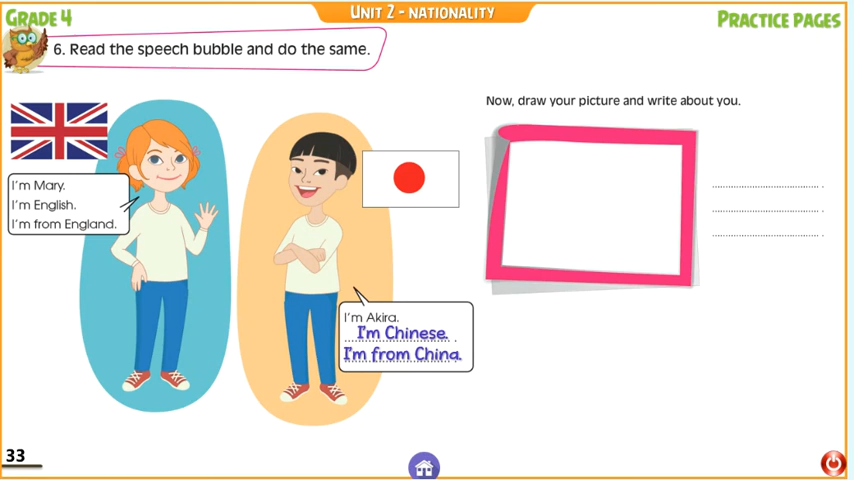 GRADE 4
UNIT 2 - NATIONALITY
PRACTICE PAGES
6. Read the speech bubble and do the same.
Now, draw your picture and write about you.
I'm Mary.
I'm English.
I'm from England.
I'm Akira.
I'm Chinese.
I'm from China.
33